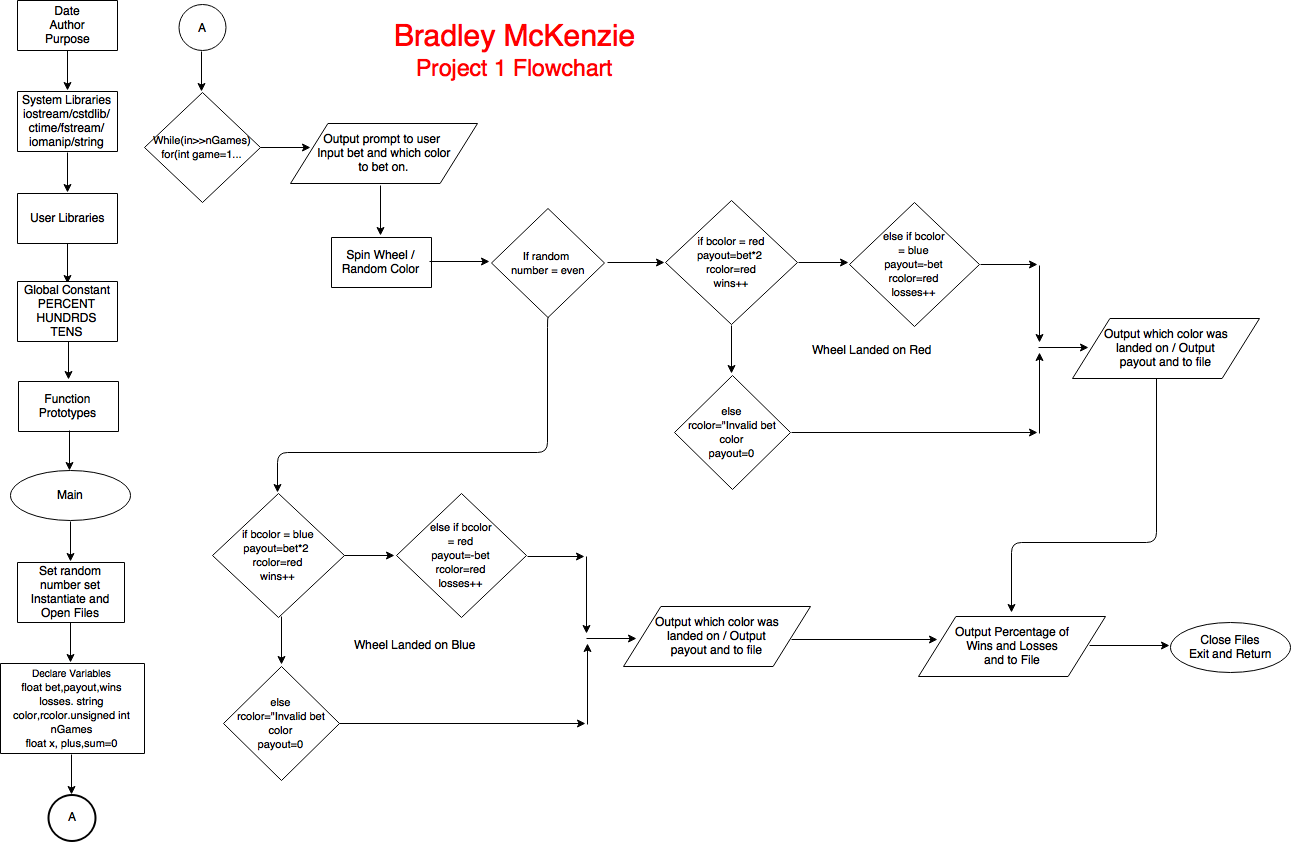 Bradley McKenzie
Project 1 Flowchart
Date
Author
Purpose
System Libraries
iostream/cstdlib/
ctime/fstream/
iomanip/string
User Libraries
Global Constant
PERCENT
HUNDRDS
TENS
Function
Prototypes
Main
Set random
number set
Instantiate and
Open Files
Declare Variables
float bet,payout,wins
losses. string
color,rcolor.unsigned int
nGames
float x, plus,sum=0
A
A
While(in>>nGames)
for(int game=1...
Output prompt to user
Input bet and which color
to bet on.
Spin Wheel /
Random Color
If random
number = even
if bcolor = red
payout=bet*2
rcolor=red
wins++
else if bcolor
= blue
payout=-bet
rcolor=red
losses++
Wheel Landed on Red
else
rcolor="Invalid bet
color
payout=0
Output which color was
landed on / Output
payout and to file
if bcolor = blue
payout=bet*2
rcolor=red
wins++
else if bcolor
= red
payout=-bet
rcolor=red
losses++
Wheel Landed on Blue
else
rcolor="Invalid bet
color
payout=0
Output which color was
landed on / Output
payout and to file
Output Percentage of
Wins and Losses
and to File
Close Files
Exit and Return